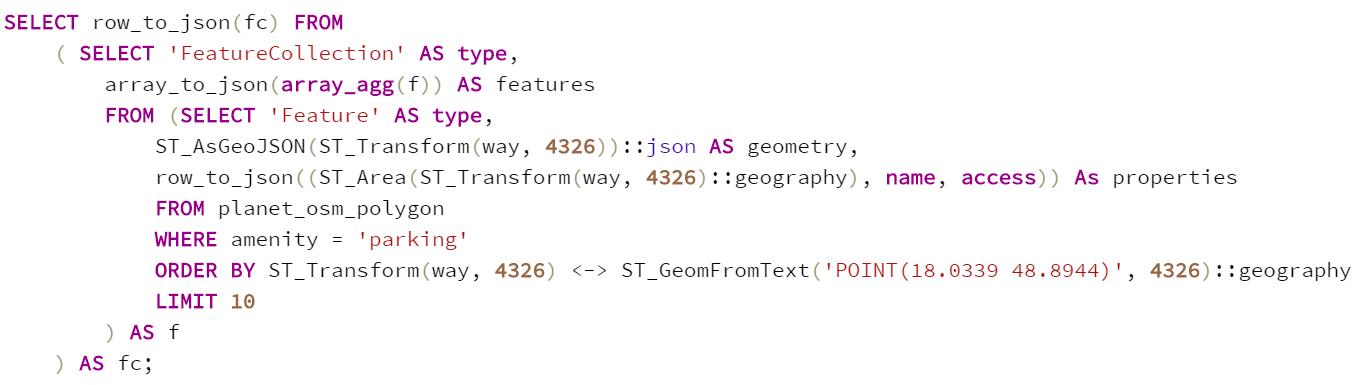 SELECT row_to_json(fc) FROM
( SELECT 'FeatureCollection' AS type,
array_to_json(array_agg(f)) AS features
FROM (SELECT 'Feature' AS type,
ST_AsGeoJSON(ST_Transform(way, 4326))::json AS geometry,
row_to_json((ST_Area(ST_Transform(way, 4326)::geography), name, access)) As properties
FROM planet_osm_polygon
WHERE amenity = 'parking'
ORDER BY ST_Transform(way, 4326) <-> ST_GeomFromText('POINT(18.0339 48.8944)', 4326)::geography
LIMIT 10
) AS f
) AS fc;